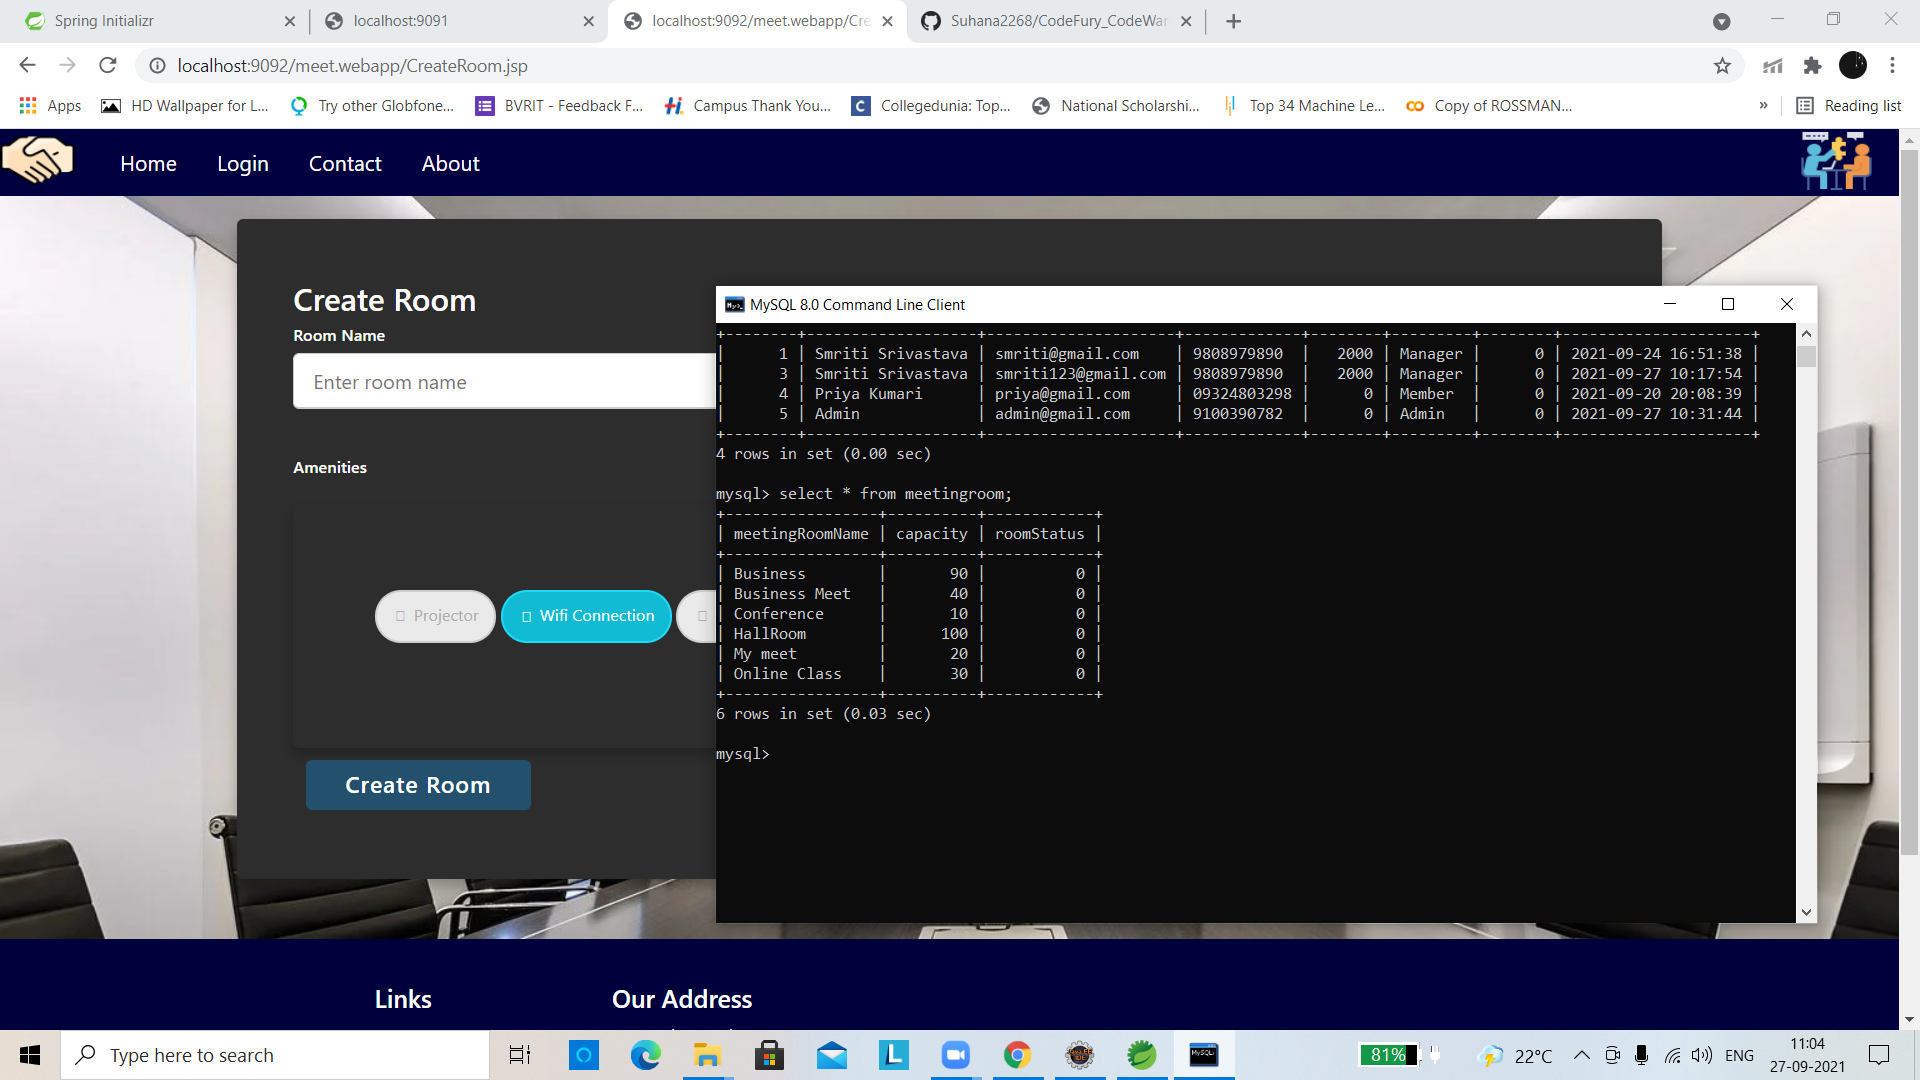 Spring Initializr
localhost:9091
localhost:9092/meet.webapp/Cre
Suhana2268/CodeFury_CodeWar
localhost:9092/meet.webapp/CreateRoom.jsp
Apps
HD Wallpaper for L...
Try other Globfone...
BVRIT - Feedback F...
Campus Thank You...
Collegedunia: Top...
National Scholarshi...
Top 34 Machine Le...
Copy of ROSSMAN...
»
Reading list
Home
Login
Contact
About
Create Room
Room Name
Enter room name
Amenities
Projector
Wifi Connection
Create Room
MySQL 8.0 Command Line Client
+--------+------------------+---------------------+-------------+--------+---------+--------+---------------------+
|      1 | Smriti Srivastava | smriti@gmail.com    | 9808979890  |   2000 | Manager |      0 | 2021-09-24 16:51:38 |
|      3 | Smriti Srivastava | smriti123@gmail.com | 9808979890  |   2000 | Manager |      0 | 2021-09-27 10:17:54 |
|      4 | Priya Kumari      | priya@gmail.com     | 09324803298 |      0 | Member  |      0 | 2021-09-20 20:08:39 |
|      5 | Admin             | admin@gmail.com     | 9100390782  |      0 | Admin   |      0 | 2021-09-27 10:31:44 |
+--------+------------------+---------------------+-------------+--------+---------+--------+---------------------+
4 rows in set (0.00 sec)
mysql> select * from meetingroom;
+-----------------+----------+------------+
| meetingRoomName | capacity | roomStatus |
+-----------------+----------+------------+
| Business        |       90 |          0 |
| Business Meet   |       40 |          0 |
| Conference      |       10 |          0 |
| HallRoom        |      100 |          0 |
| My meet         |       20 |          0 |
| Online Class    |       30 |          0 |
+-----------------+----------+------------+
6 rows in set (0.03 sec)
mysql>
Links
Our Address
Type here to search
81%
22°C
ENG
11:04
27-09-2021